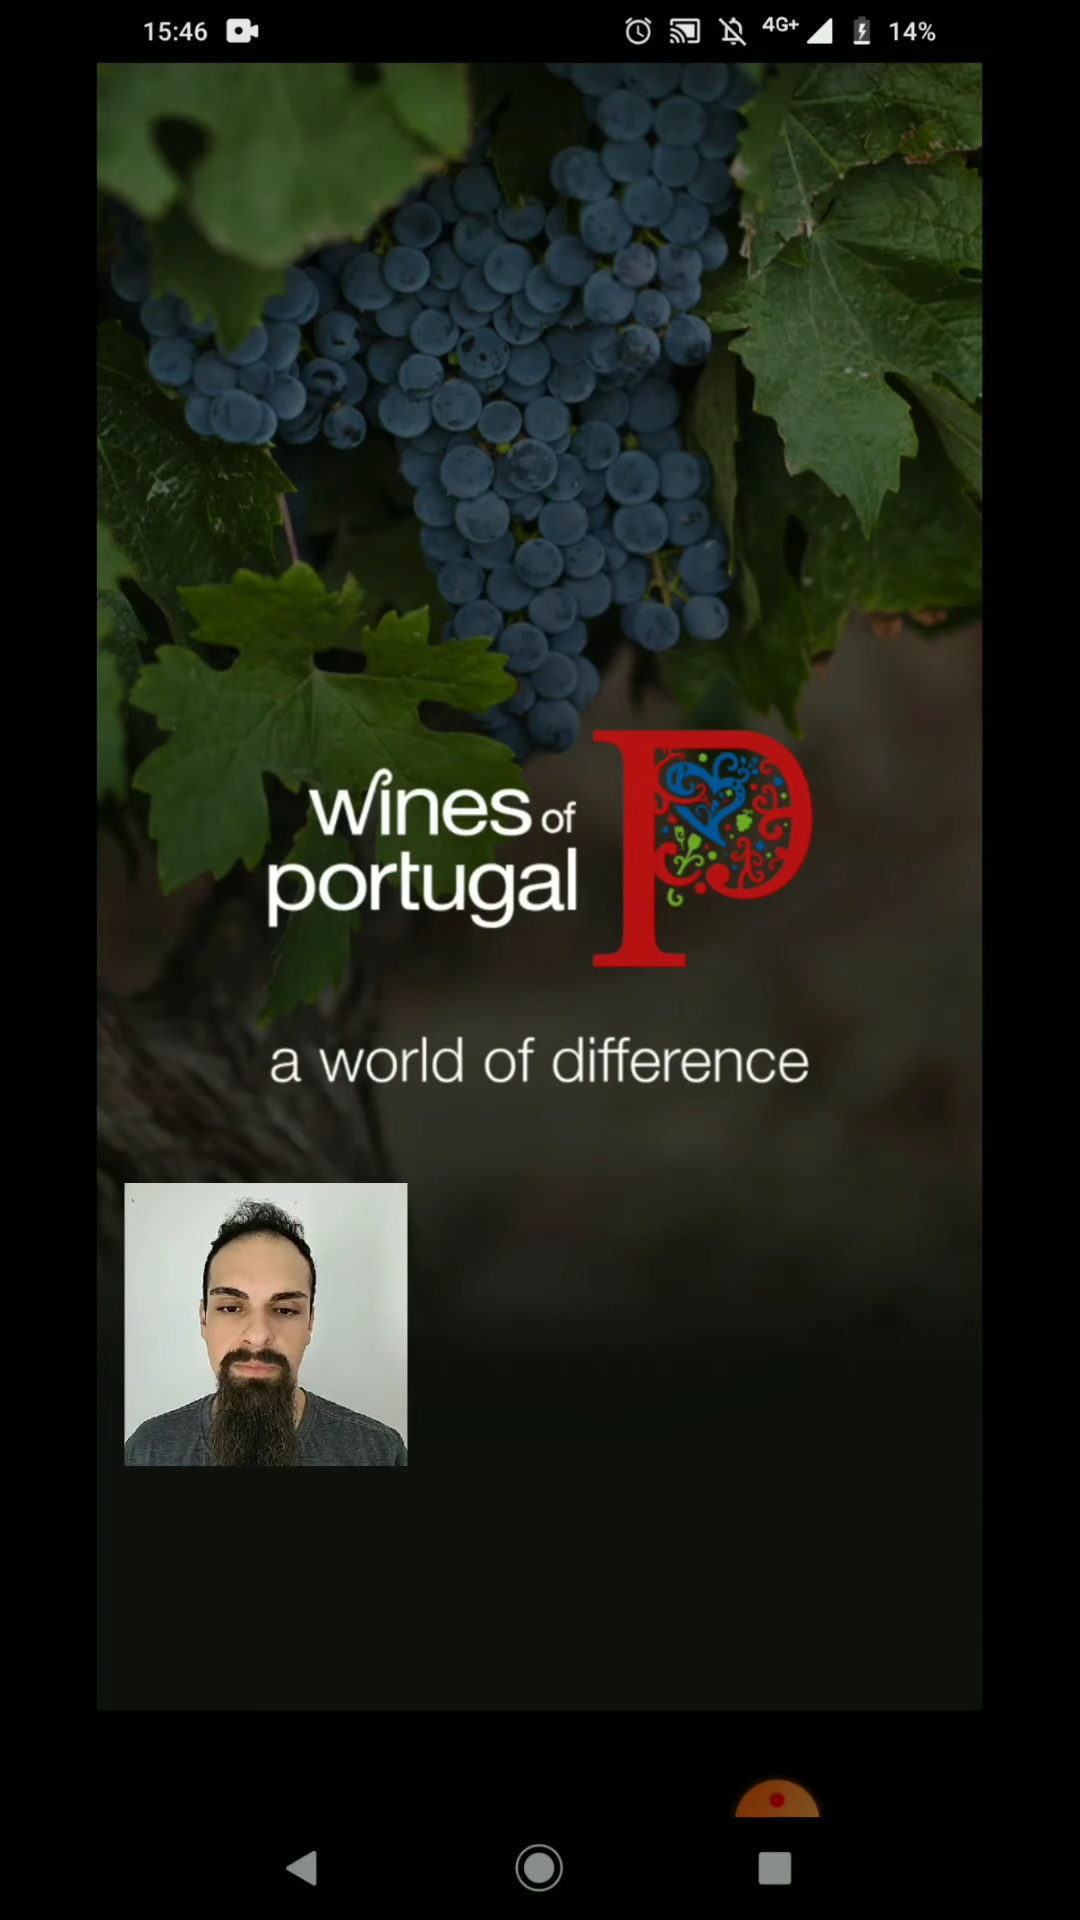 15:46
4G+
14%
wines of
portugal
P
a world of difference